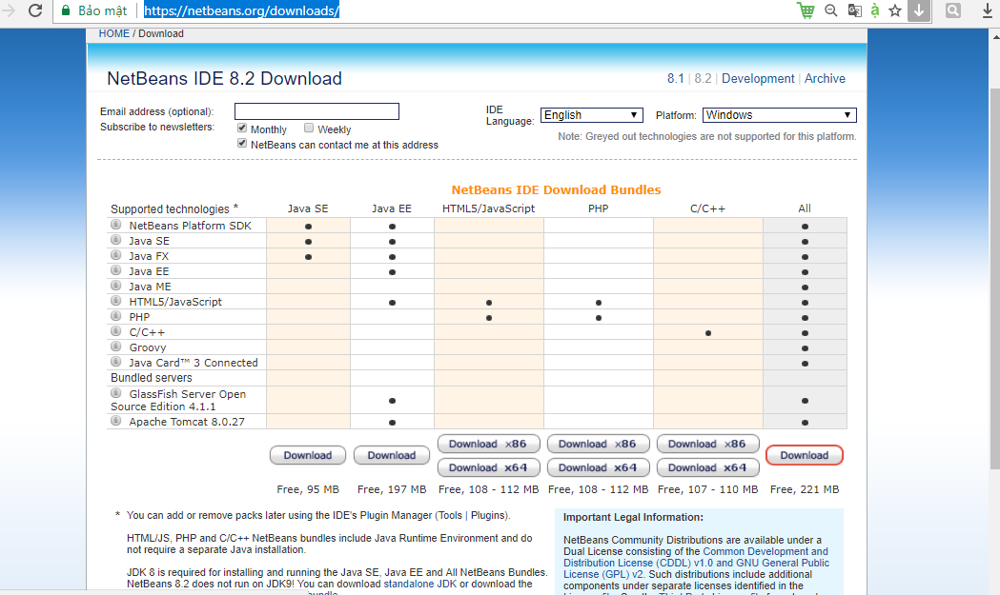 Bảo mật
https://netbeans.org/downloads/
HOME / Download
NetBeans IDE 8.2 Download
8.1 | 8.2 | Development | Archive
Email address (optional):
Subscribe to newsletters:
Monthly Weekly
NetBeans can contact me at this address
IDE Language: English
Platform: Windows
Note: Greyed out technologies are not supported for this platform.
NetBeans IDE Download Bundles
Supported technologies * Java SE Java EE HTML5/JavaScript PHP C/C++ All
NetBeans Platform SDK
Java SE
Java FX
Java EE
Java ME
HTML5/JavaScript
PHP
C/C++
Groovy
Java Card™ 3 Connected
Bundled servers
GlassFish Server Open
Source Edition 4.1.1
Apache Tomcat 8.0.27
Download x86 Download x86 Download x86
Download Download Download
Download x64 Download x64 Download x64
Free, 95 MB Free, 197 MB Free, 108 - 112 MB Free, 108 - 112 MB Free, 107 - 110 MB Free, 221 MB
* You can add or remove packs later using the IDE's Plugin Manager (Tools | Plugins).
HTML/JS, PHP and C/C++ NetBeans bundles include Java Runtime Environment and do
not require a separate Java installation.
JDK 8 is required for installing and running the Java SE, Java EE and All NetBeans Bundles.
NetBeans 8.2 does not run on JDK9! You can download standalone JDK or download the
Important Legal Information:
NetBeans Community Distributions are available under a
Dual License consisting of the Common Development and
Distribution License (CDDL) v1.0 and GNU General Public
License (GPL) v2. Such distributions include additional
components under separate licenses identified in the